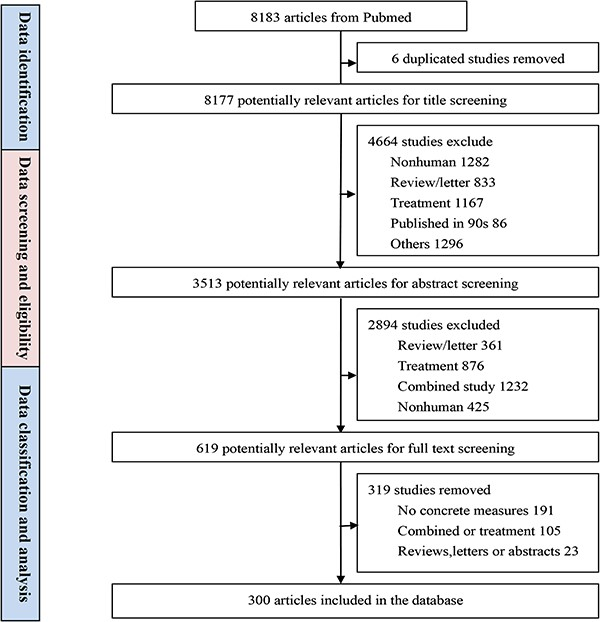 Data identification
Data screening and eligibility
Data classification and analysis
8183 articles from Pubmed
6 duplicated studies removed
8177 potentially relevant articles for title screening
4664 studies exclude
Nonhuman 1282
Review/letter 833
Treatment 1167
Published in 90s 86
Others 1296
3513 potentially relevant articles for abstract screening
2894 studies excluded
Review/letter 361
Treatment 876
Combined study 1232
Nonhuman 425
619 potentially relevant articles for full text screening
319 studies removed
No concrete measures 191
Combined or treatment 105
Reviews,letters or abstracts 23
300 articles included in the database